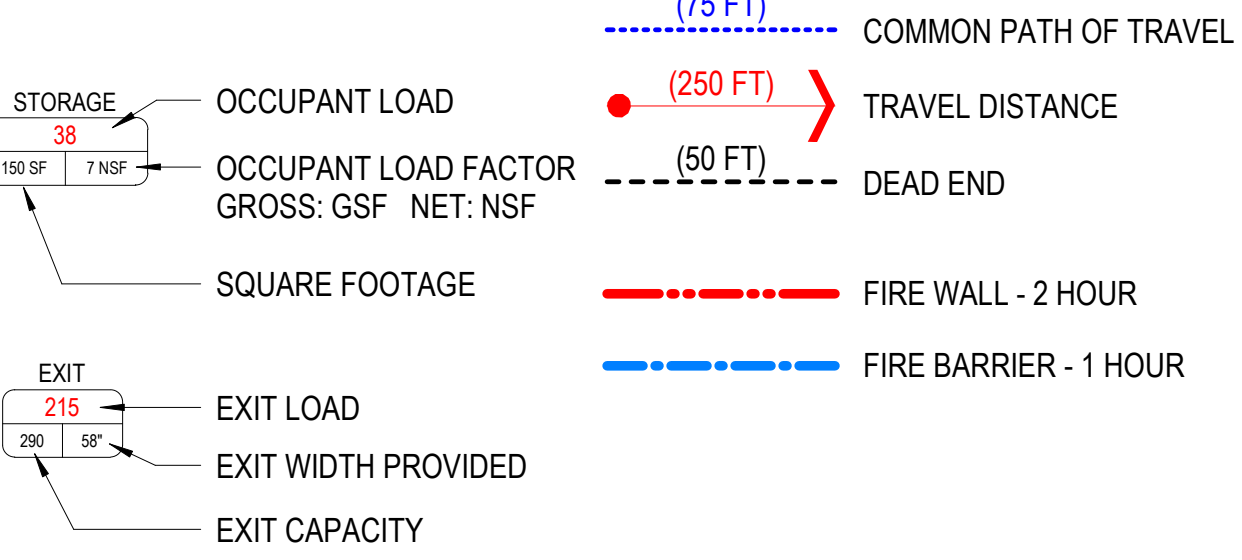 STORAGE
38
150 SF 7 NSF
OCCUPANT LOAD
OCCUPANT LOAD FACTOR
GROSS: GSF NET: NSF
SQUARE FOOTAGE
EXIT
215
290 58"
EXIT LOAD
EXIT WIDTH PROVIDED
EXIT CAPACITY
(75 FT)
COMMON PATH OF TRAVEL
(250 FT)
TRAVEL DISTANCE
(50 FT)
DEAD END
FIRE WALL - 2 HOUR
FIRE BARRIER - 1 HOUR